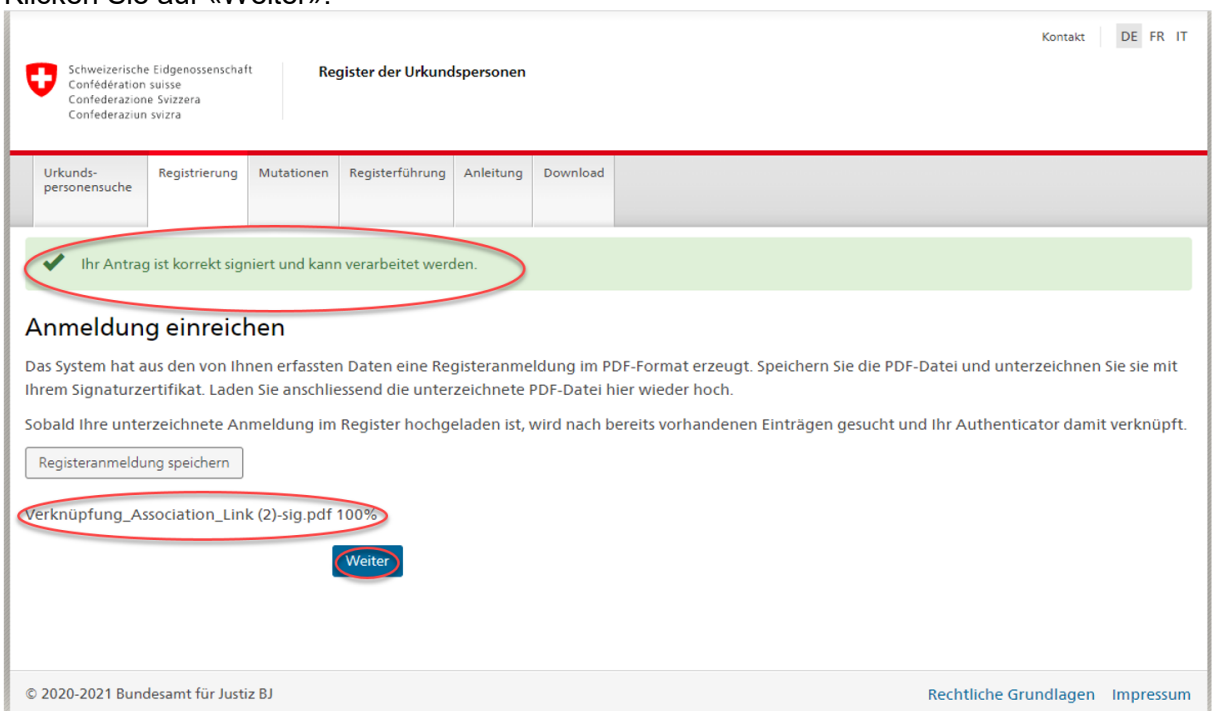 Klicken Sie auf «Weiter».
Kontakt DE FR IT
Schweizerische Eidgenossenschaft
Confédération suisse
Confederazione Svizzera
Confederaziun svizra
Register der Urkundspersonen
Urkunds-
personensuche
Registrierung
Mutationen
Registerführung
Anleitung
Download
Ihr Antrag ist korrekt signiert und kann verarbeitet werden.
Anmeldung einreichen
Das System hat aus den von Ihnen erfassten Daten eine Registeranmeldung im PDF-Format erzeugt. Speichern Sie die PDF-Datei und unterzeichnen Sie sie mit
Ihrem Signaturzertifikat. Laden Sie anschliessend die unterzeichnete PDF-Datei hier wieder hoch.
Sobald Ihre unterzeichnete Anmeldung im Register hochgeladen ist, wird nach bereits vorhandenen Einträgen gesucht und Ihr Authenticator damit verknüpft.
Registeranmeldung speichern
Verknüpfung_Association_Link (2)-sig.pdf 100%
Weiter
© 2020-2021 Bundesamt für Justiz BJ
Rechtliche Grundlagen Impressum